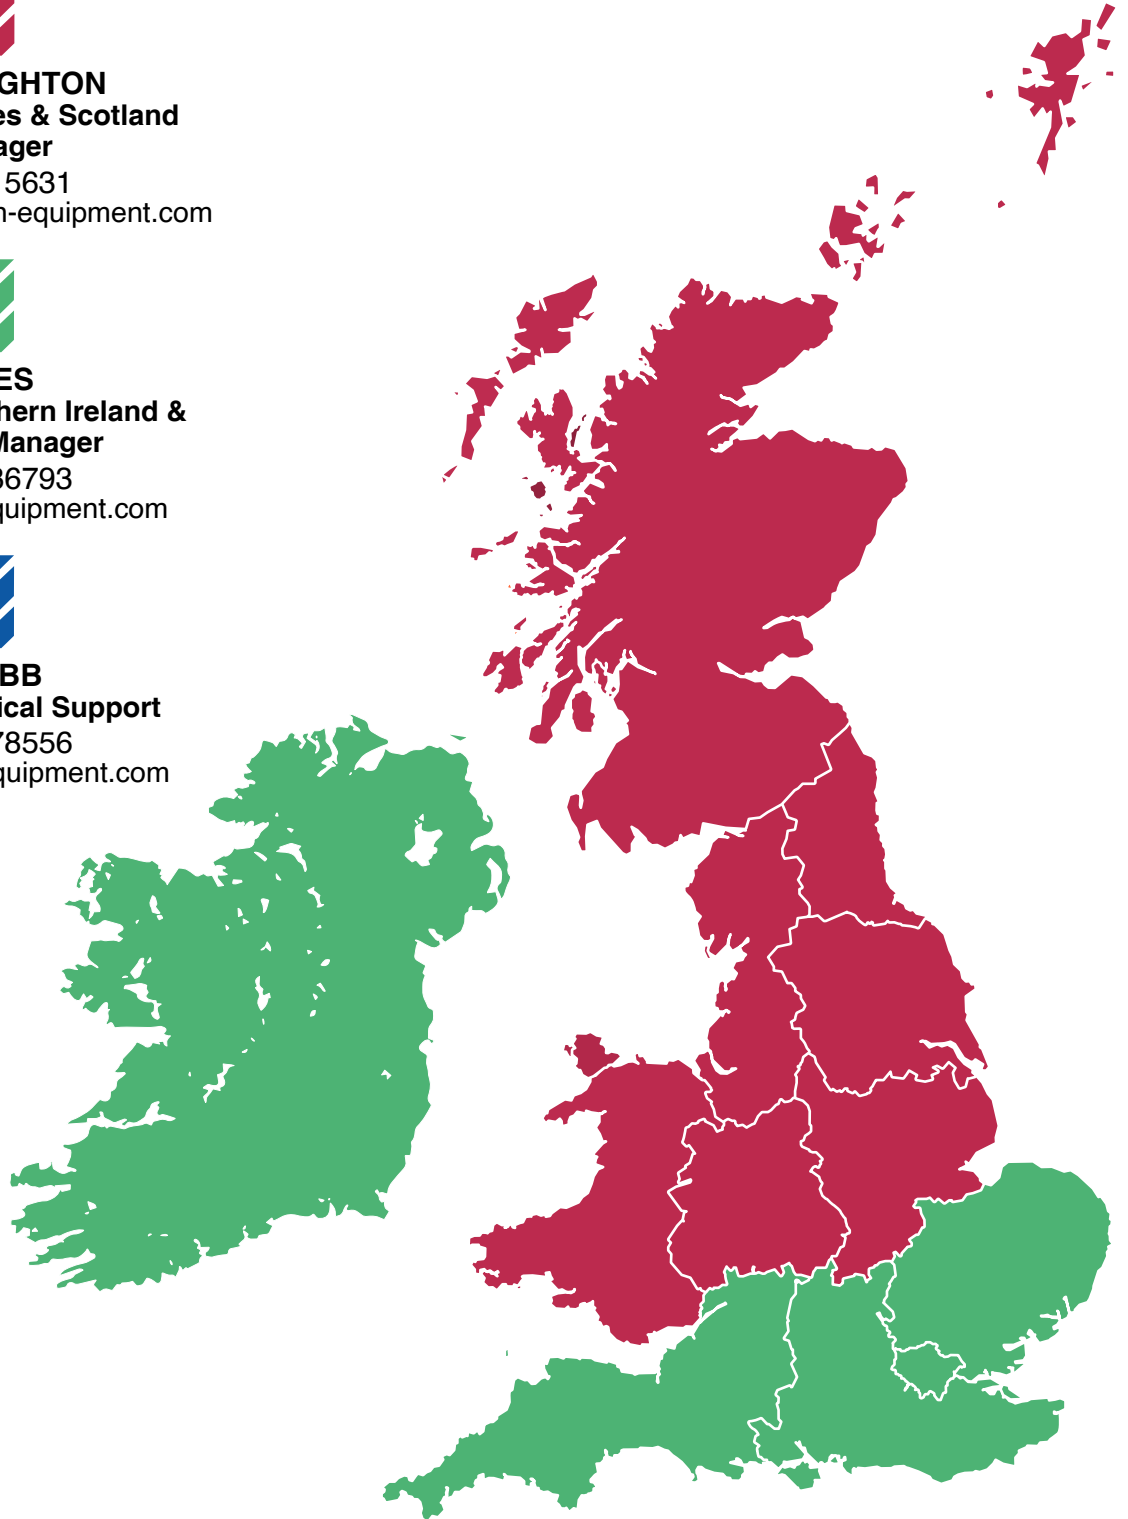 GHTON
es & Scotland
ager
5631
n-equipment.com
ES
hern Ireland &
Manager
36793
quipment.com
BB
ical Support
78556
quipment.com